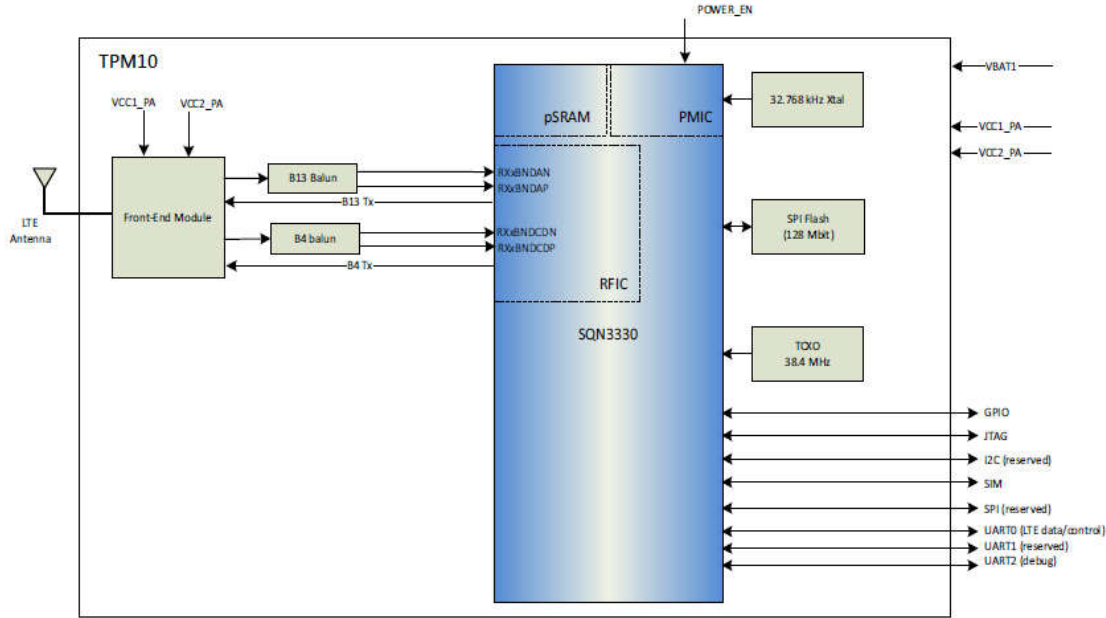 POWER_EN
TPM10
VBAT1
VCC1_PA
VCC2_PA
pSRAM
PMIC
32.768 kHz Xtal
VCC1_PA
VCC2_PA
B13 Balun
RXxBNDAN
RXxBNDAP
B13 Tx
LTE
Antenna
Front-End Module
SPI Flash
(128 Mbit)
B4 balun
RXxBNDCDN
RXxBNDCDP
B4 Tx
RFIC
SQN3330
TCXO
38.4 MHz
GPIO
JTAG
I2C (reserved)
SIM
SPI (reserved)
UART0 (LTE data/control)
UART1 (reserved)
UART2 (debug)